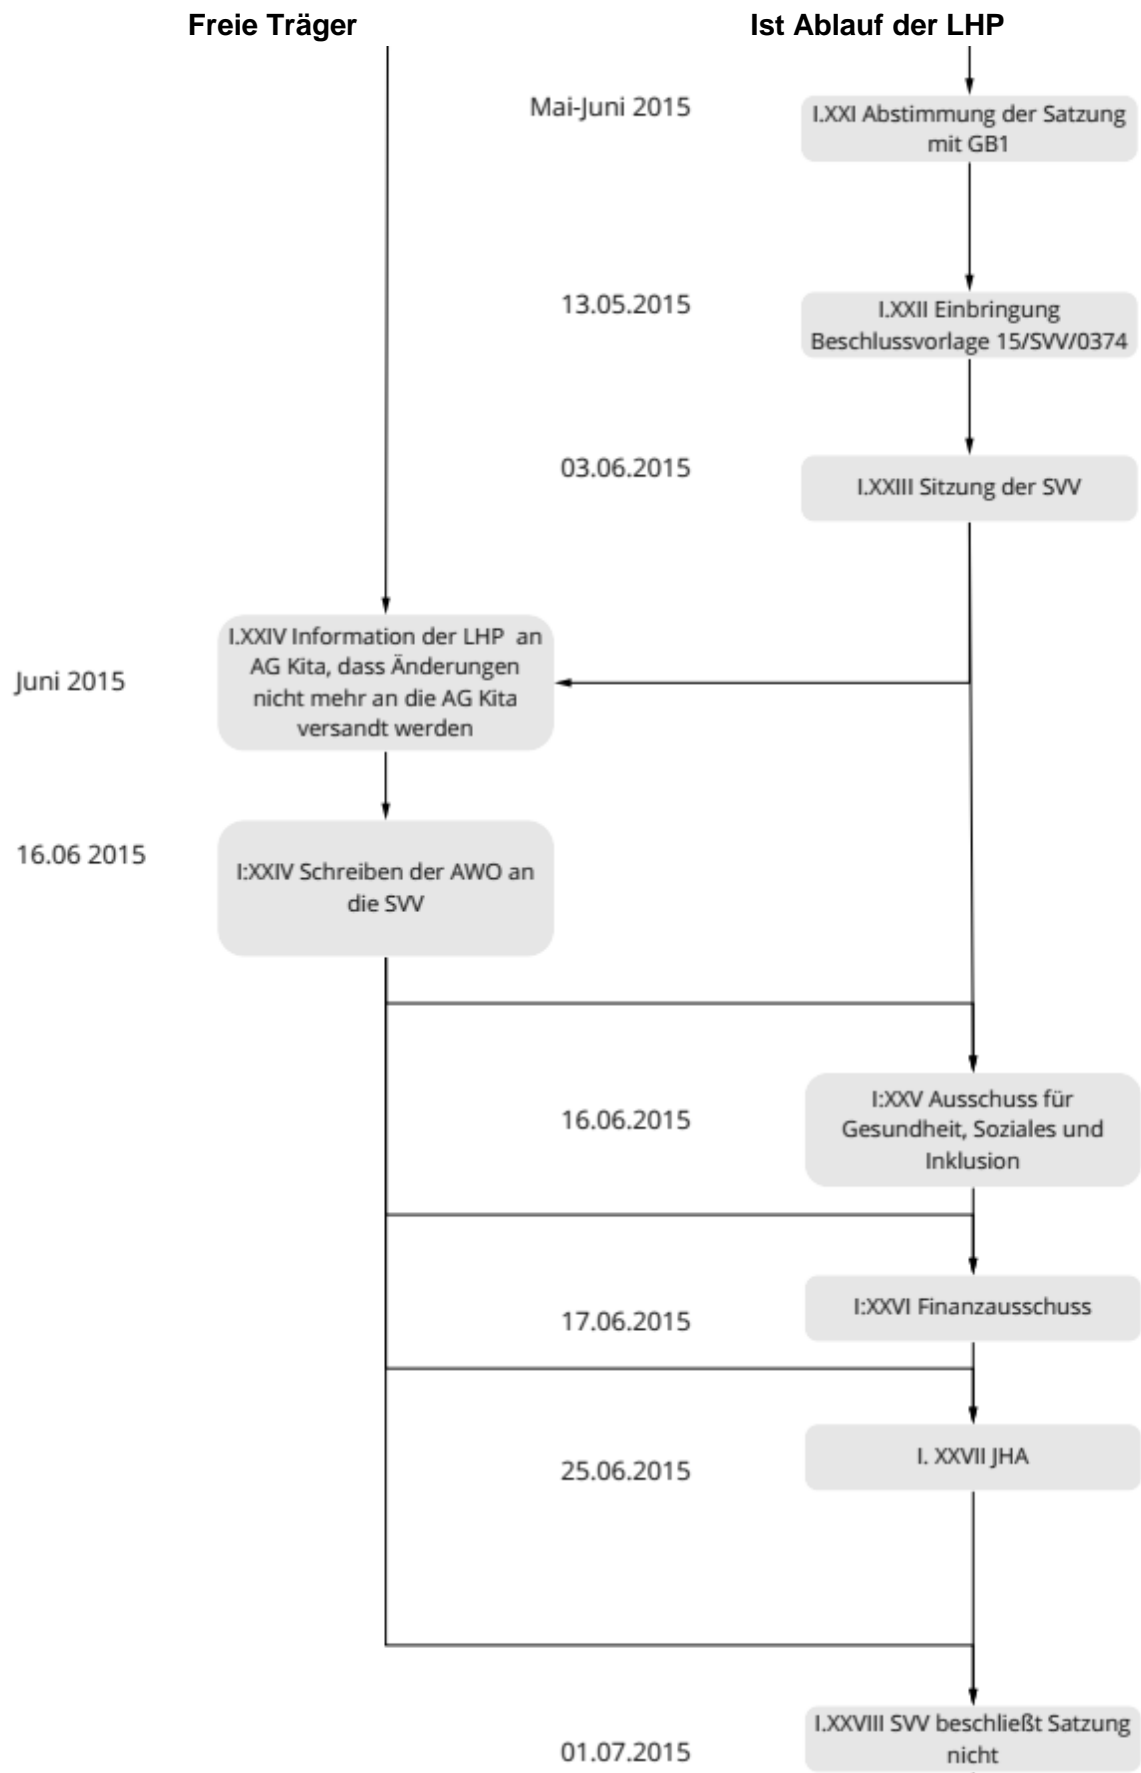 Freie Träger
Ist Ablauf der LHP
Mai-Juni 2015
I.XXI Abstimmung der Satzung
mit GB1
13.05.2015
I.XXII Einbringung
Beschlussvorlage 15/SVV/0374
03.06.2015
I.XXIII Sitzung der SVV
Juni 2015
I.XXIV Information der LHP an
AG Kita, dass Änderungen
nicht mehr an die AG Kita
versandt werden
16.06 2015
I:XXIV Schreiben der AWO an
die SVV
16.06.2015
I:XXV Ausschuss für
Gesundheit, Soziales und
Inklusion
17.06.2015
I:XXVI Finanzausschuss
25.06.2015
I. XXVII JHA
01.07.2015
I.XXVIII SVV beschließt Satzung
nicht